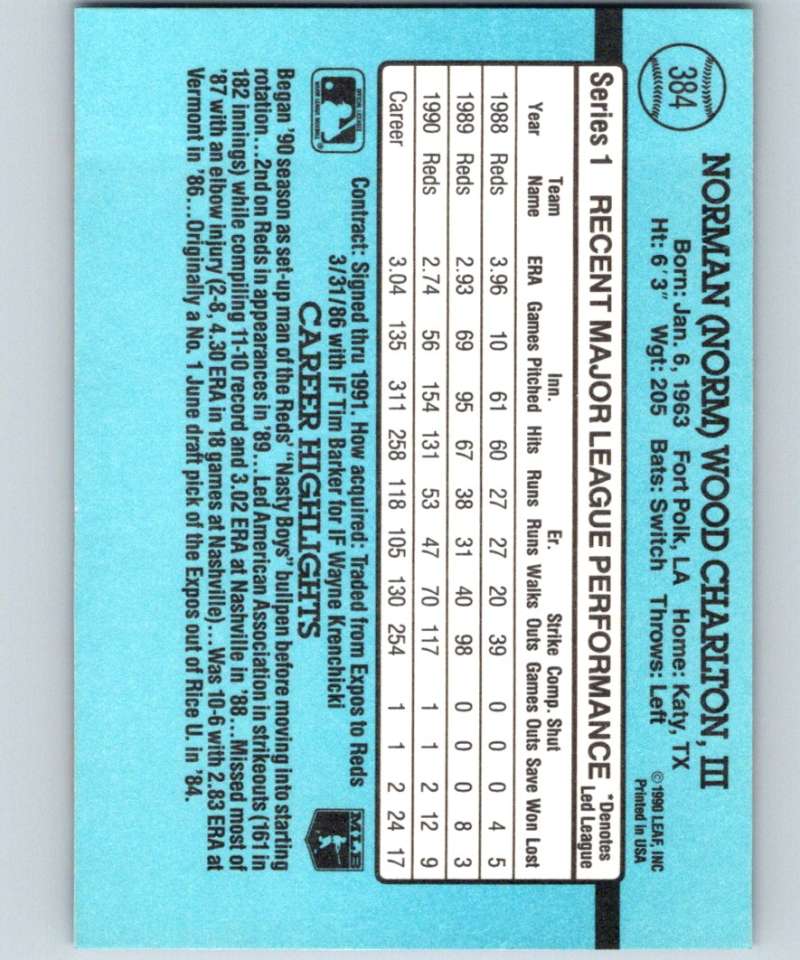 384
NORMAN (NORM) WOOD CHARLTON, III
Born: Jan. 6, 1963 Fort Polk, LA Home: Katy, TX
Ht: 6' 3" Wgt: 205 Bats: Switch Throws: Left
©1990 LEAF, INC
Printed in USA
Series 1 RECENT MAJOR LEAGUE PERFORMANCE *Denotes Led League
Year Team Name ERA Games Inn. Pitched Hits Runs Er. Runs Walks Strike Outs Comp. Games Shut Outs Save Won Lost
1988 Reds 3.96 10 61 60 27 27 20 39 0 0 0 4 5
1989 Reds 2.93 69 95 67 38 31 40 98 0 0 0 8 3
1990 Reds 2.74 56 154 131 53 47 70 117 1 1 2 12 9
Career 3.04 135 311 258 118 105 130 254 1 1 2 24 17
OFFICIAL LICENSEE
MAJOR LEAGUE BASEBALL
Contract: Signed thru 1991. How acquired: Traded from Expos to Reds
3/31/86 with IF Tim Barker for IF Wayne Krenchicki
MLB
CAREER HIGHLIGHTS
Began '90 season as set-up man of the Reds' "Nasty Boys" bullpen before moving into starting
rotation...2nd on Reds in appearances in '89...Led American Association in strikeouts (161 in
182 innings) while compiling 11-10 record and 3.02 ERA at Nashville in '88...Missed most of
'87 with an elbow injury (2-8, 4.30 ERA in 18 games at Nashville)...Was 10-6 with 2.83 ERA at
Vermont in '86...Originally a No. 1 June draft pick of the Expos out of Rice U. in '84.